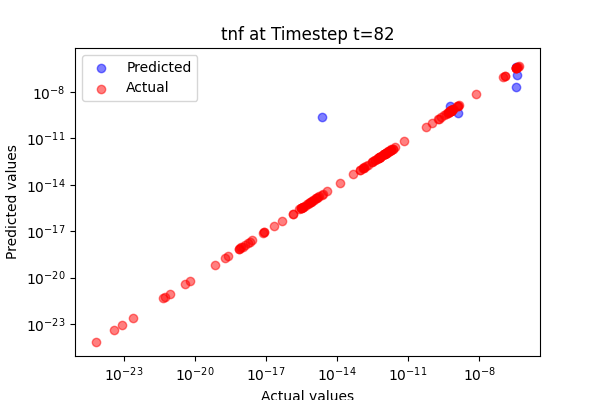 tnf at Timestep t=82
Predicted
Actual
Predicted values
10⁻⁸
10⁻¹¹
10⁻¹⁴
10⁻¹⁷
10⁻²⁰
10⁻²³
10⁻²³ 10⁻²⁰ 10⁻¹⁷ 10⁻¹⁴ 10⁻¹¹ 10⁻⁸
Actual values